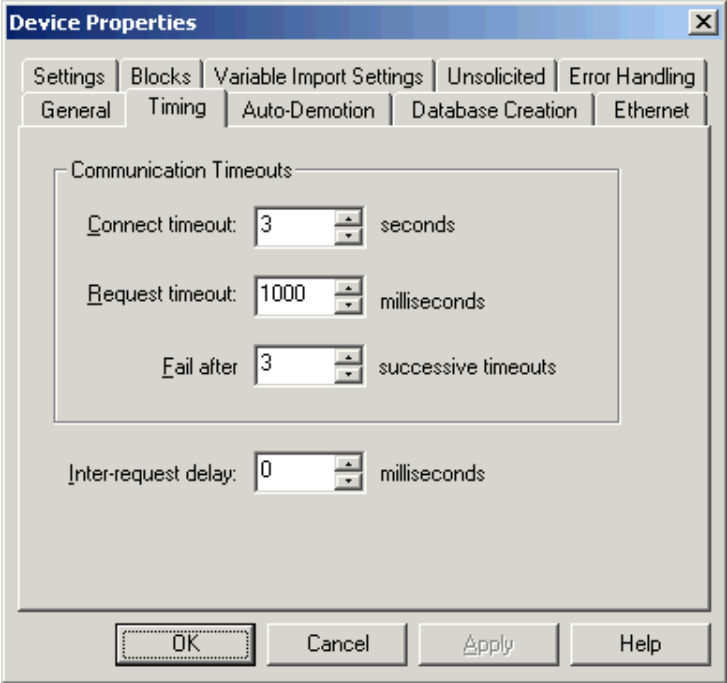 Device Properties
Settings Blocks Variable Import Settings Unsolicited Error Handling
General Timing Auto-Demotion Database Creation Ethernet
Communication Timeouts
Connect timeout: 3 seconds
Request timeout: 1000 milliseconds
Fail after 3 successive timeouts
Inter-request delay: 0 milliseconds
OK Cancel Apply Help